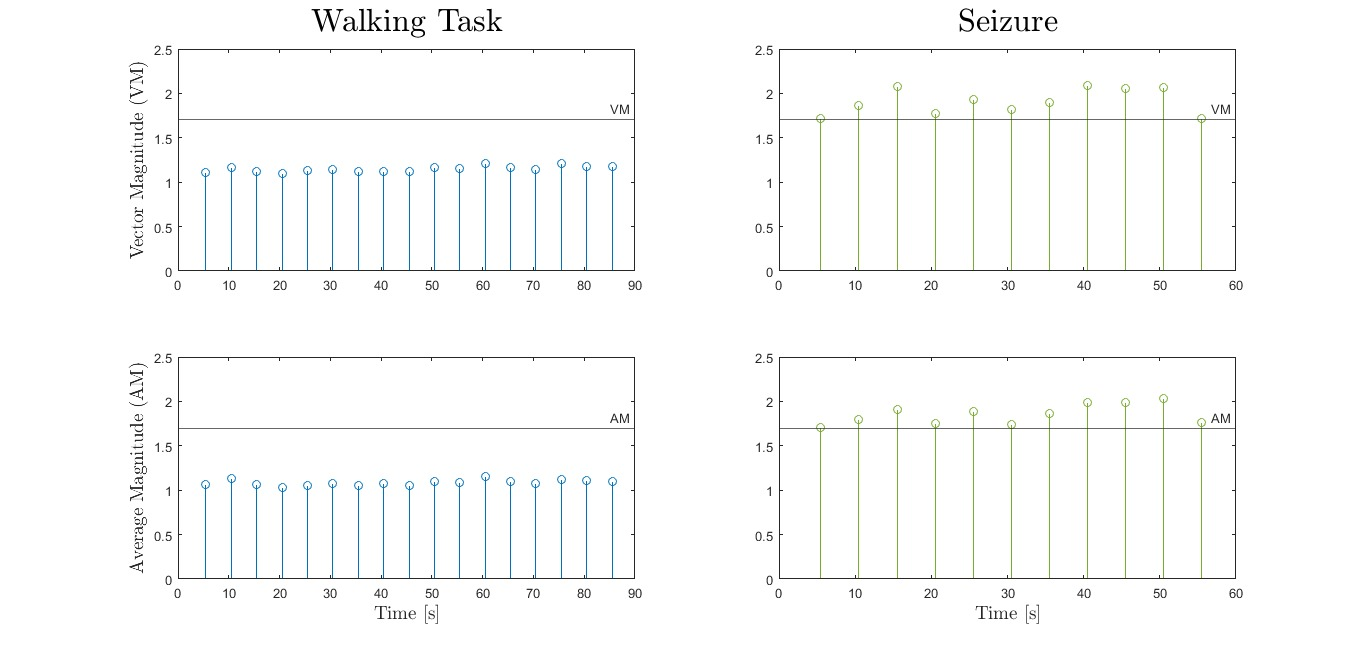 Walking Task
Seizure
Vector Magnitude (VM)
2.5
2
1.5
1
0.5
0
VM
0 10 20 30 40 50 60 70 80 90
2.5
2
1.5
1
0.5
0
VM
0 10 20 30 40 50 60
Average Magnitude (AM)
2.5
2
1.5
1
0.5
0
AM
0 10 20 30 40 50 60 70 80 90
Time [s]
2.5
2
1.5
1
0.5
0
AM
0 10 20 30 40 50 60
Time [s]